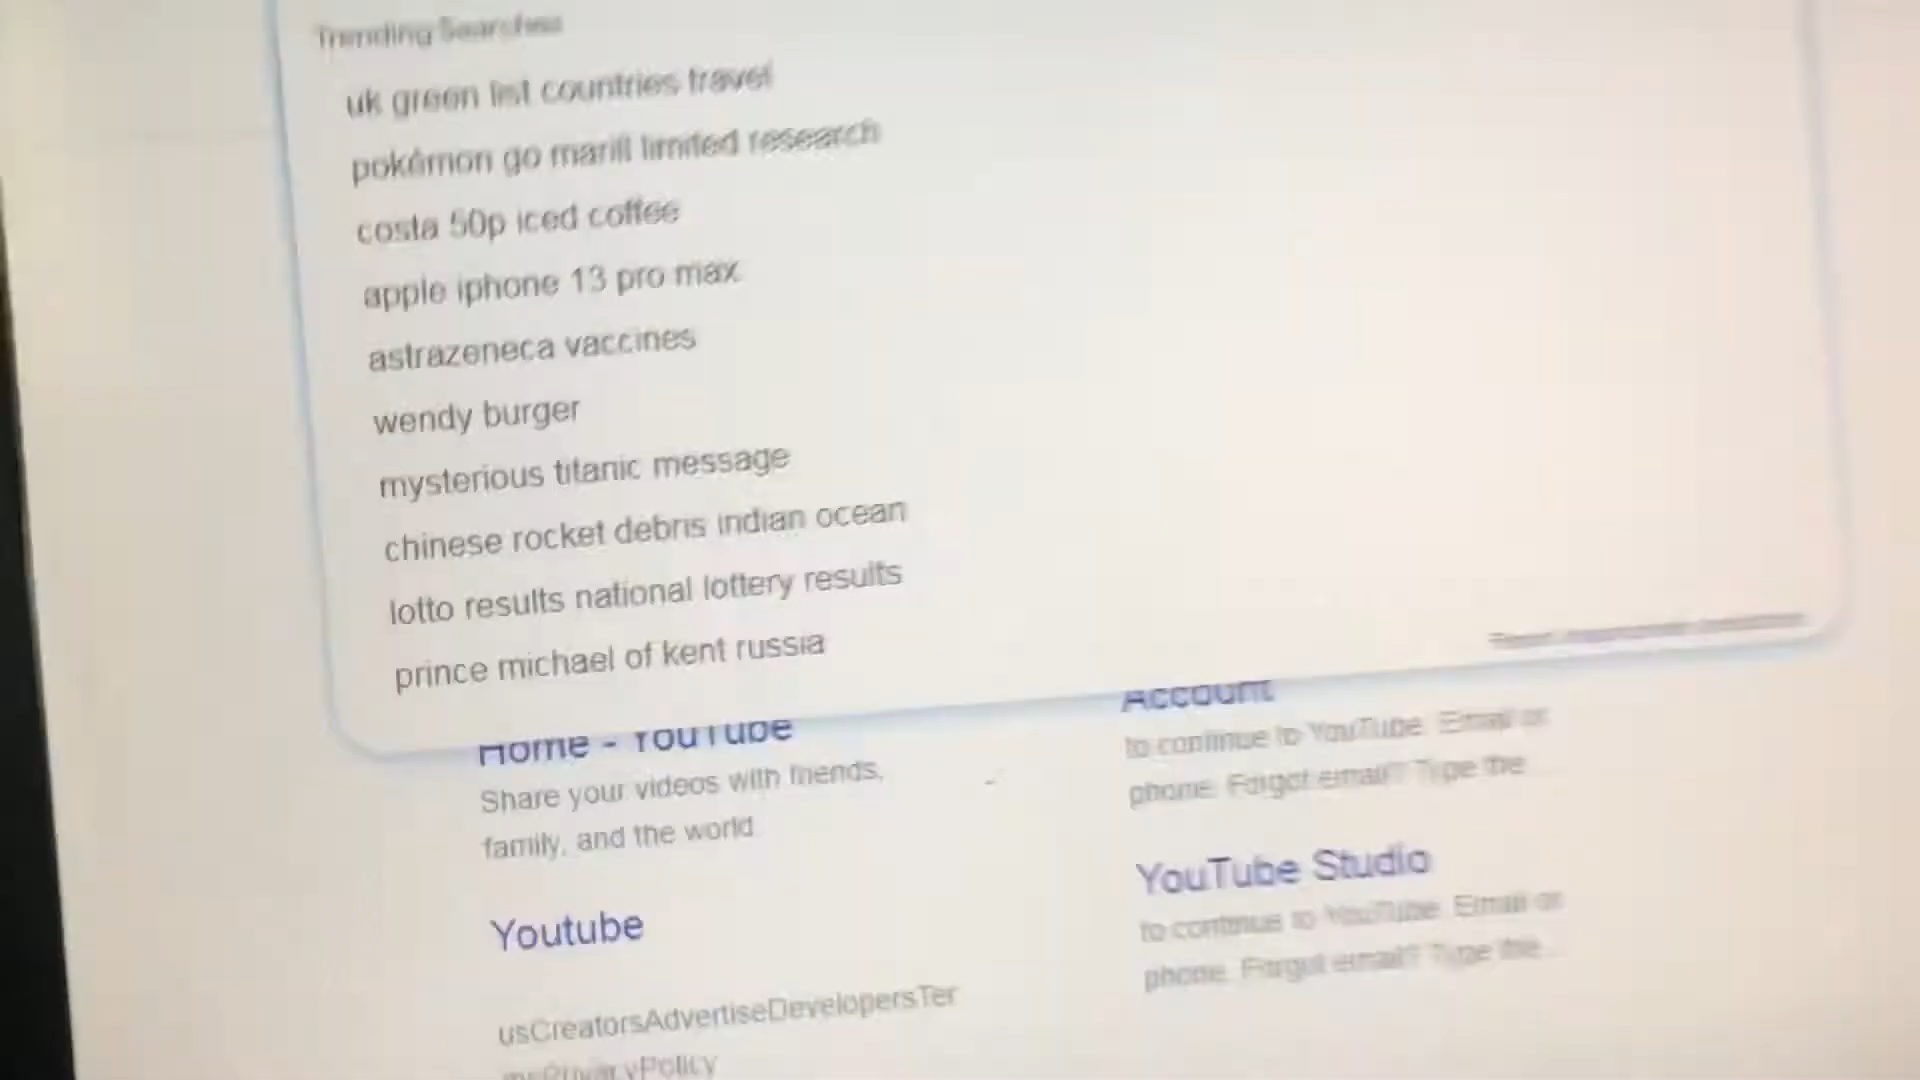 Trending Searches
uk green list countries travel
pokémon go marill limited research
costa 50p iced coffee
apple iphone 13 pro max
astrazeneca vaccines
wendy burger
mysterious titanic message
chinese rocket debris indian ocean
lotto results national lottery results
prince michael of kent russia
Home - YouTube
Share your videos with friends,
family, and the world
Youtube
usCreatorsAdvertiseDevelopersTer
msPrivacyPolicy
Account
to continue to YouTube. Email or
phone. Forgot email? Type the ...
YouTube Studio
to continue to YouTube. Email or
phone. Forgot email? Type the ...